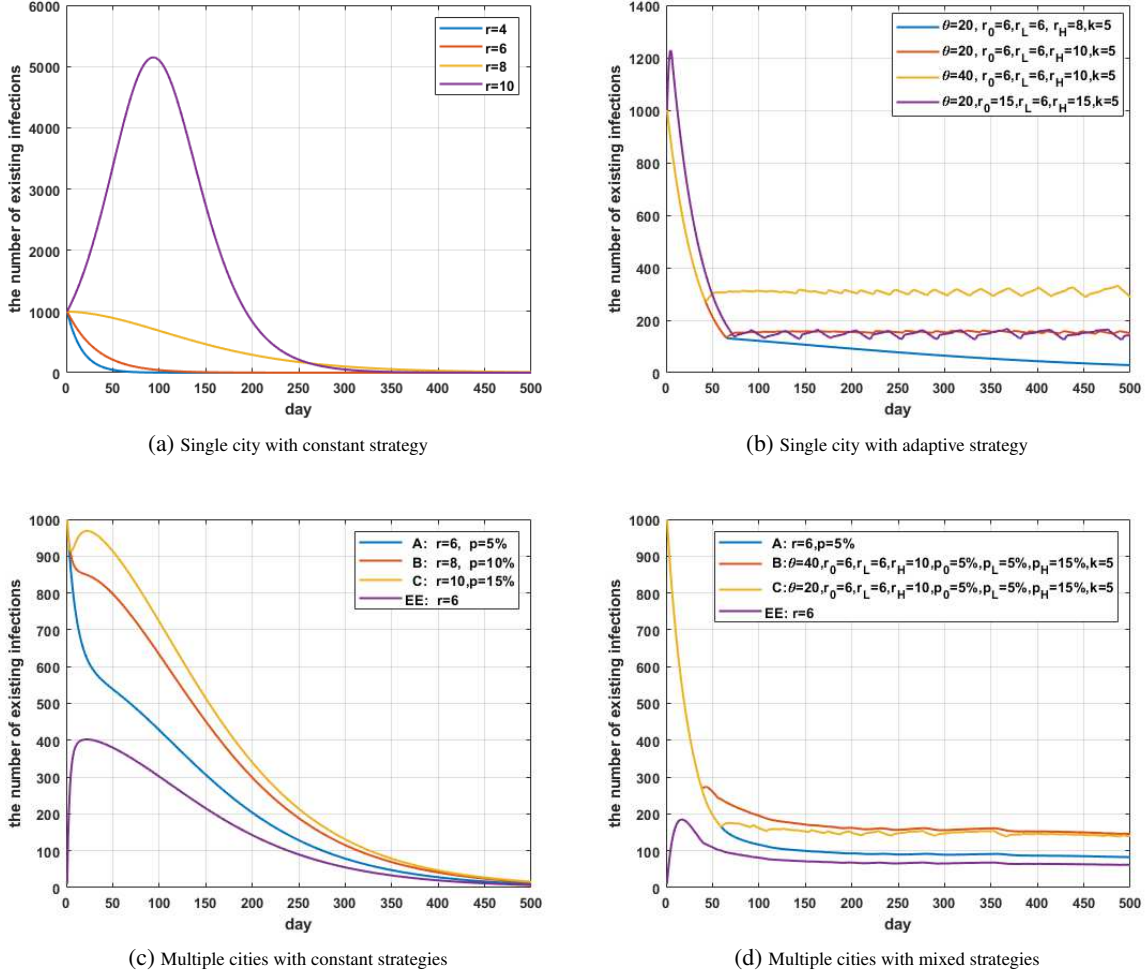 6000
5000
4000
3000
2000
1000
0
the number of existing infections
r=4
r=6
r=8
r=10
0 50 100 150 200 250 300 350 400 450 500
day
(a) Single city with constant strategy
1400
1200
1000
800
600
400
200
0
the number of existing infections
θ=20, r0=6,rL=6, rH=8,k=5
θ=20, r0=6,rL=6,rH=10,k=5
θ=40, r0=6,rL=6,rH=10,k=5
θ=20,r0=15,rL=6,rH=15,k=5
0 50 100 150 200 250 300 350 400 450 500
day
(b) Single city with adaptive strategy
1000
900
800
700
600
500
400
300
200
100
0
the number of existing infections
A: r=6, p=5%
B: r=8, p=10%
C: r=10,p=15%
EE: r=6
0 50 100 150 200 250 300 350 400 450 500
day
(c) Multiple cities with constant strategies
1000
900
800
700
600
500
400
300
200
100
0
the number of existing infections
A: r=6,p=5%
B:θ=40,r0=6,rL=6,rH=10,p0=5%,pL=5%,pH=15%,k=5
C:θ=20,r0=6,rL=6,rH=10,p0=5%,pL=5%,pH=15%,k=5
EE: r=6
0 50 100 150 200 250 300 350 400 450 500
day
(d) Multiple cities with mixed strategies